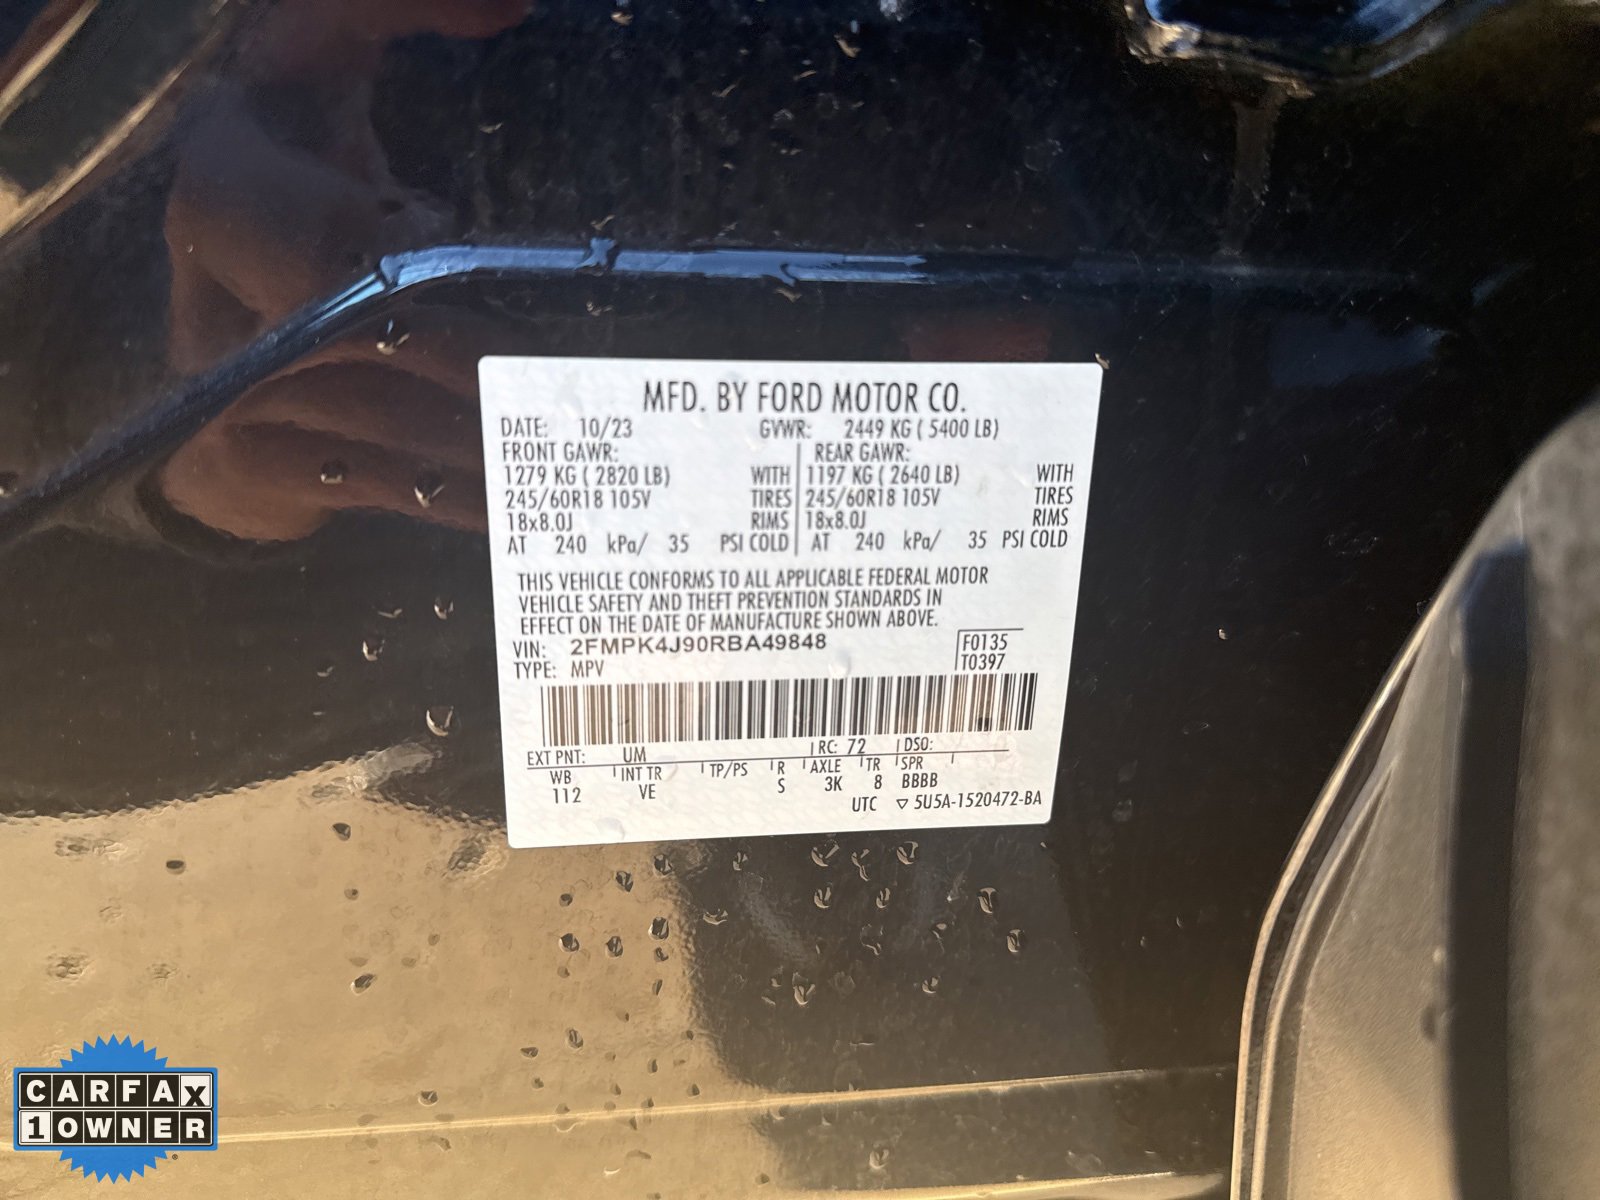 MFD. BY FORD MOTOR CO.
DATE: 10/23 GVWR: 2449 KG ( 5400 LB)
FRONT GAWR: REAR GAWR:
1279 KG ( 2820 LB) WITH 1197 KG ( 2640 LB) WITH
245/60R18 105V TIRES 245/60R18 105V TIRES
18x8.0J RIMS 18x8.0J RIMS
AT 240 kPa/ 35 PSI COLD AT 240 kPa/ 35 PSI COLD
THIS VEHICLE CONFORMS TO ALL APPLICABLE FEDERAL MOTOR
VEHICLE SAFETY AND THEFT PREVENTION STANDARDS IN
EFFECT ON THE DATE OF MANUFACTURE SHOWN ABOVE.
VIN: 2FMPK4J90RBA49848 F0135
TYPE: MPV T0397
EXT PNT: UM RC: 72 DSO:
WB INT TR TP/PS R AXLE TR SPR
112 VE S 3K 8 BBBB
UTC ▽ 5U5A-1520472-BA
CARFAX
1 OWNER